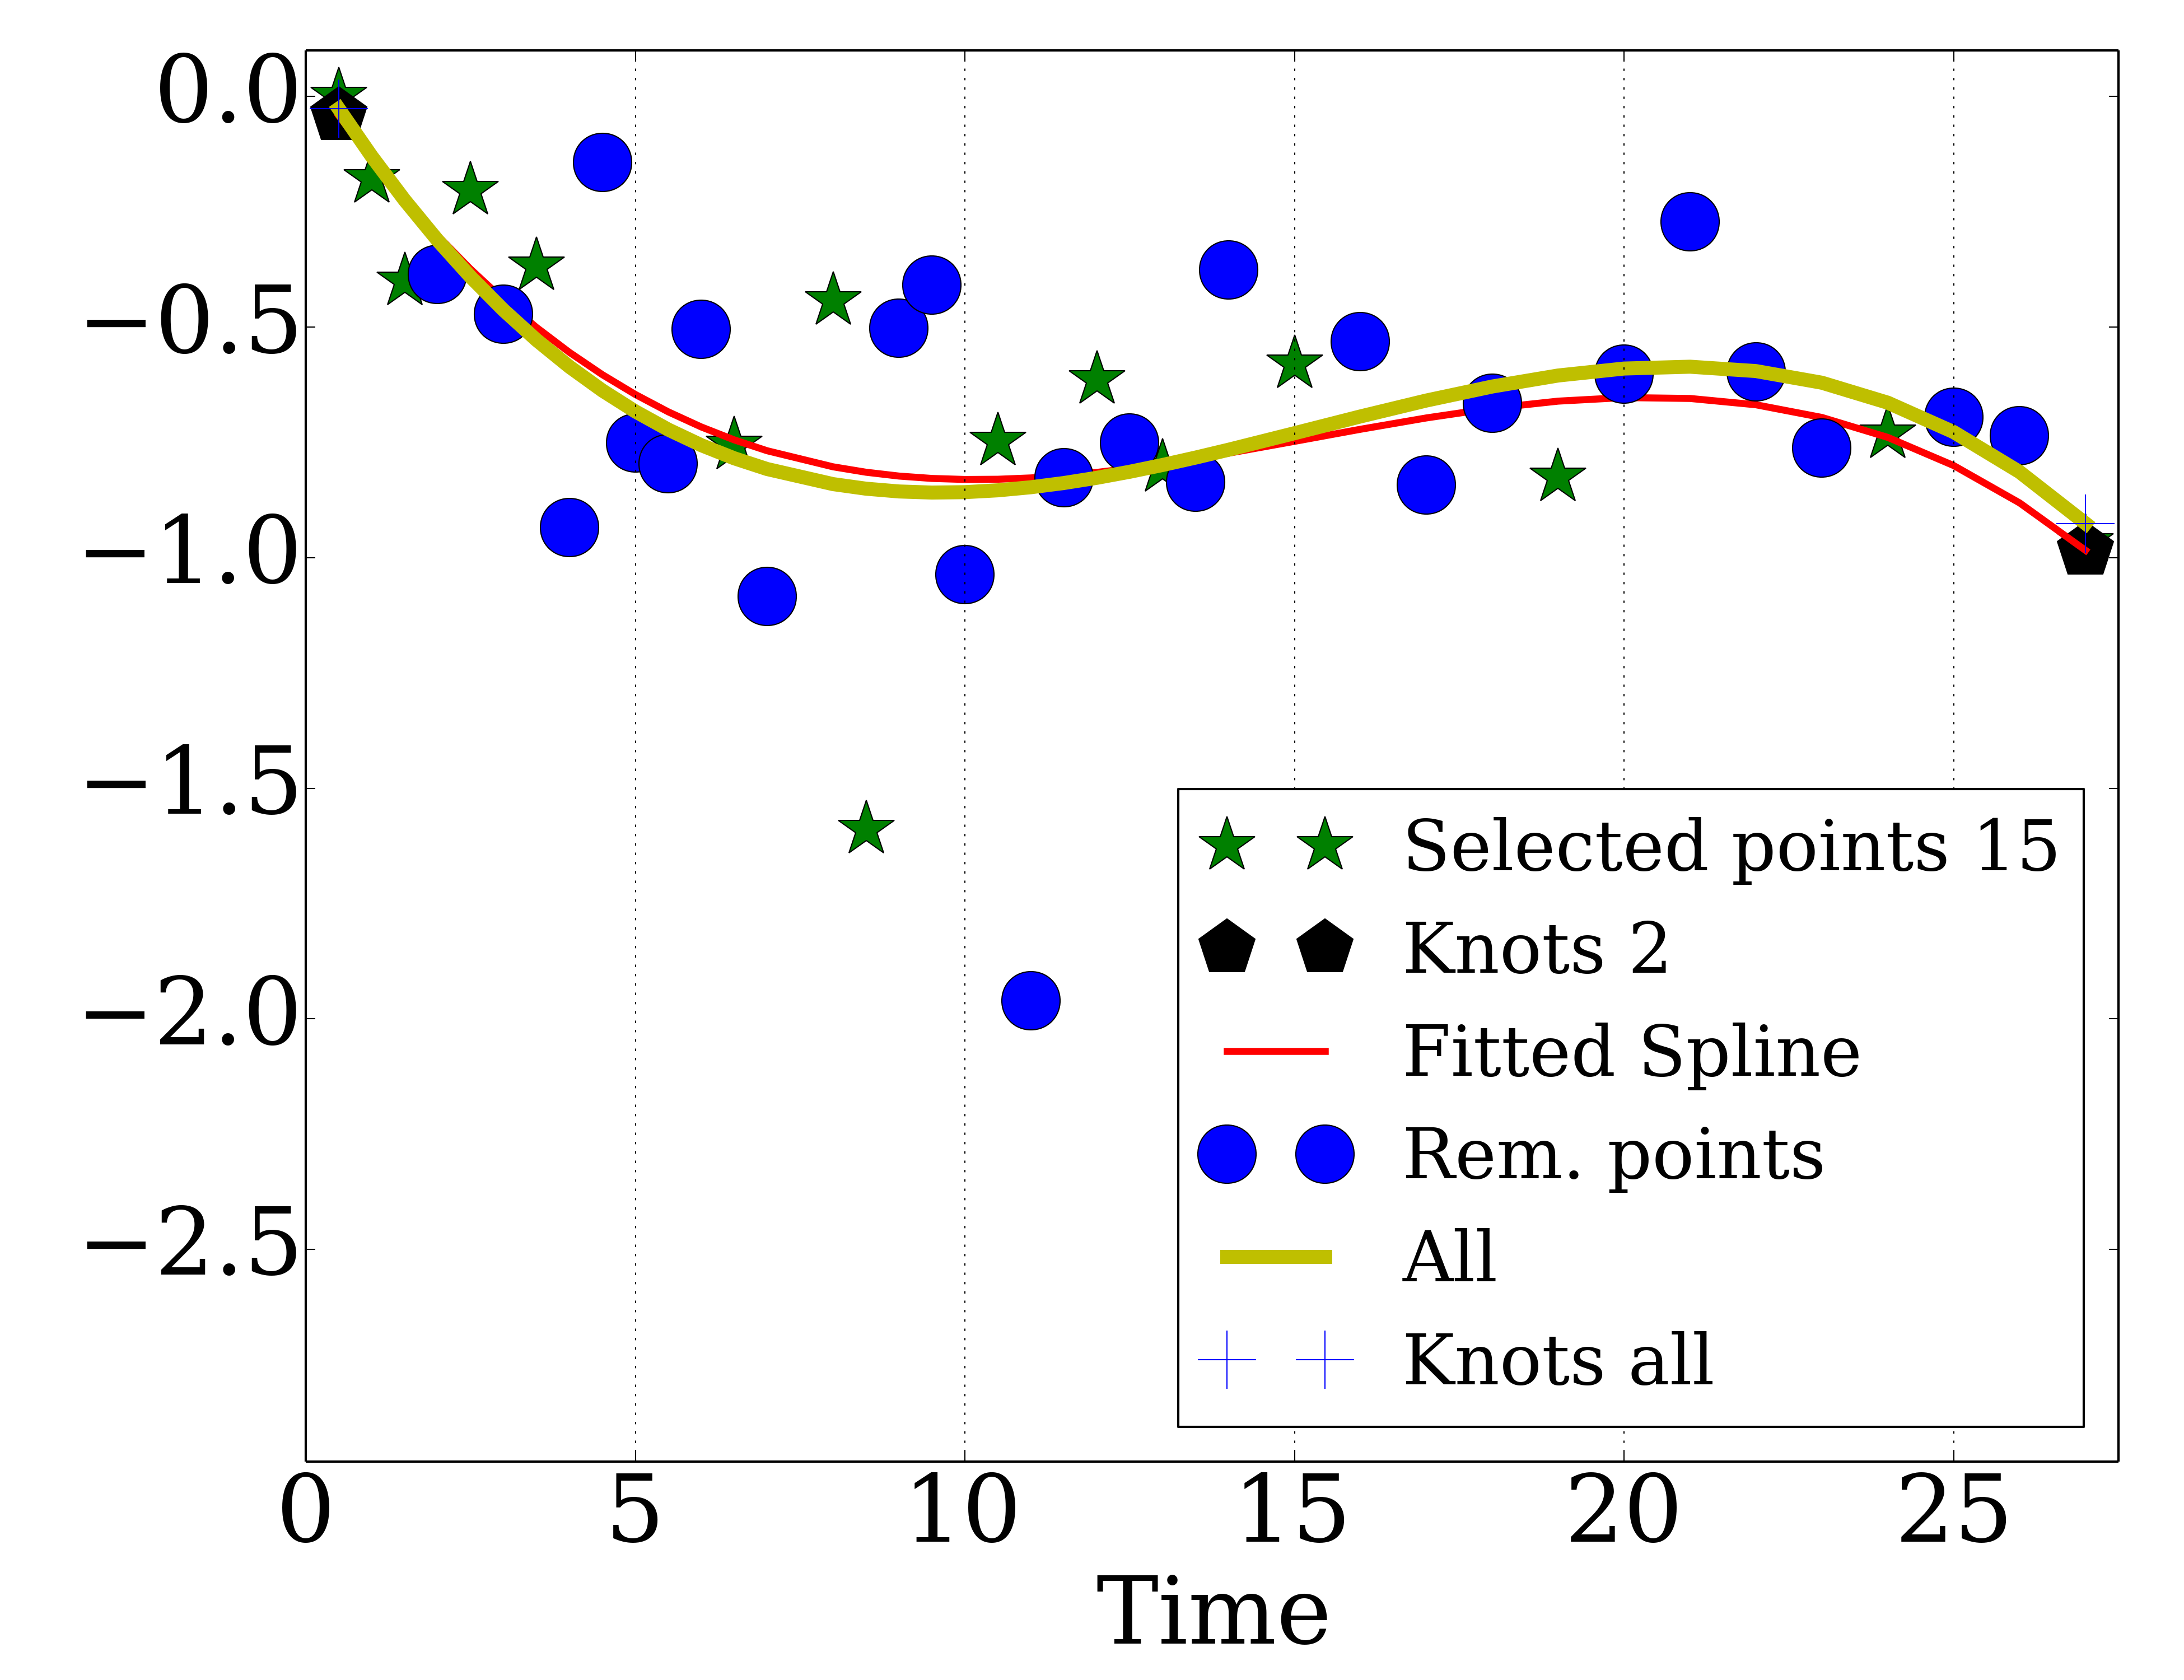 0.0
−0.5
−1.0
−1.5
−2.0
−2.5
Selected points 15
Knots 2
Fitted Spline
Rem. points
All
Knots all
0 5 10 15 20 25
Time